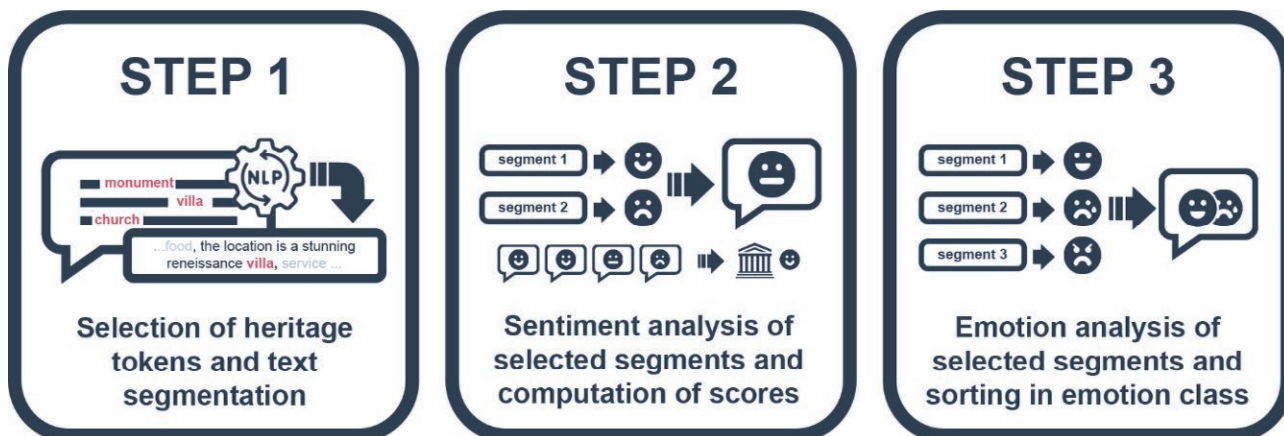 STEP 1
monument
villa
church
NLP
...food, the location is a stunning
reneissance villa, service ...
Selection of heritage
tokens and text
segmentation
STEP 2
segment 1
segment 2
Sentiment analysis of
selected segments and
computation of scores
STEP 3
segment 1
segment 2
segment 3
Emotion analysis of
selected segments and
sorting in emotion class